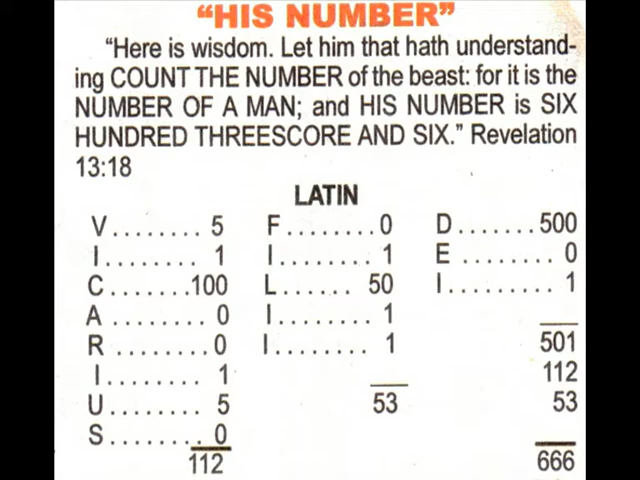 “HIS NUMBER”
“Here is wisdom. Let him that hath understand-
ing COUNT THE NUMBER of the beast: for it is the
NUMBER OF A MAN; and HIS NUMBER is SIX
HUNDRED THREESCORE AND SIX.” Revelation
13:18
LATIN
V........ 5 F........0 D.......500
I........ 1 I........ 1 E........ 0
C.......100 L....... 50 I........ 1
A........ 0 I........ 1
R........0 I........ 1 501
I........ 1 112
U........ 5 53 53
S........ 0
112 666